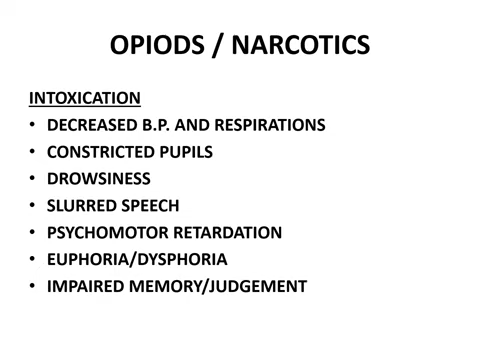 OPIODS / NARCOTICS
INTOXICATION
• DECREASED B.P. AND RESPIRATIONS
• CONSTRICTED PUPILS
• DROWSINESS
• SLURRED SPEECH
• PSYCHOMOTOR RETARDATION
• EUPHORIA/DYSPHORIA
• IMPAIRED MEMORY/JUDGEMENT